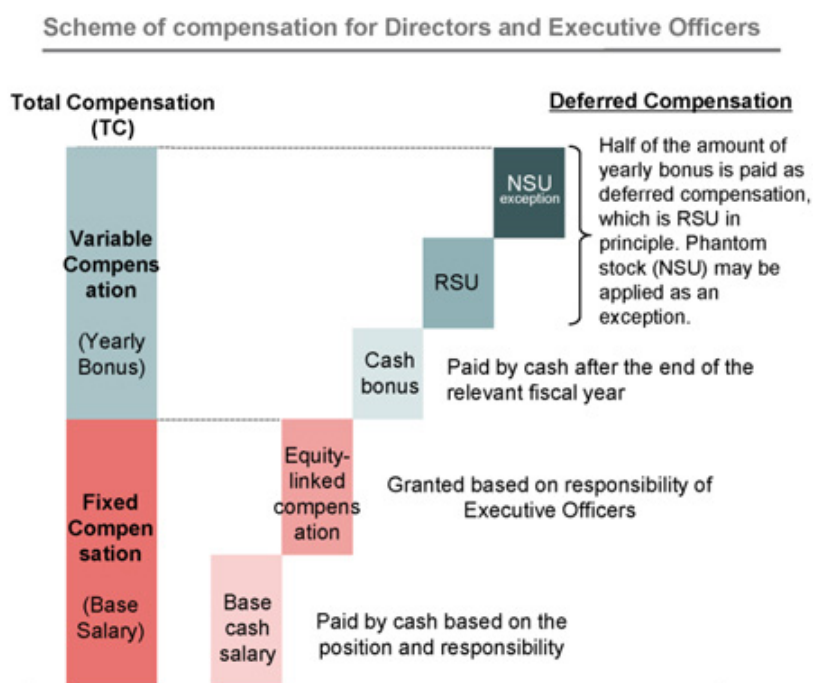 Scheme of compensation for Directors and Executive Officers
Total Compensation
(TC)
Deferred Compensation
Variable
Compens
ation
(Yearly
Bonus)
NSU
exception
RSU
Half of the amount of
yearly bonus is paid as
deferred compensation,
which is RSU in
principle. Phantom
stock (NSU) may be
applied as an
exception.
Cash
bonus
Paid by cash after the end of the
relevant fiscal year
Fixed
Compen
sation
(Base
Salary)
Equity-
linked
compens
ation
Granted based on responsibility of
Executive Officers
Base
cash
salary
Paid by cash based on the
position and responsibility